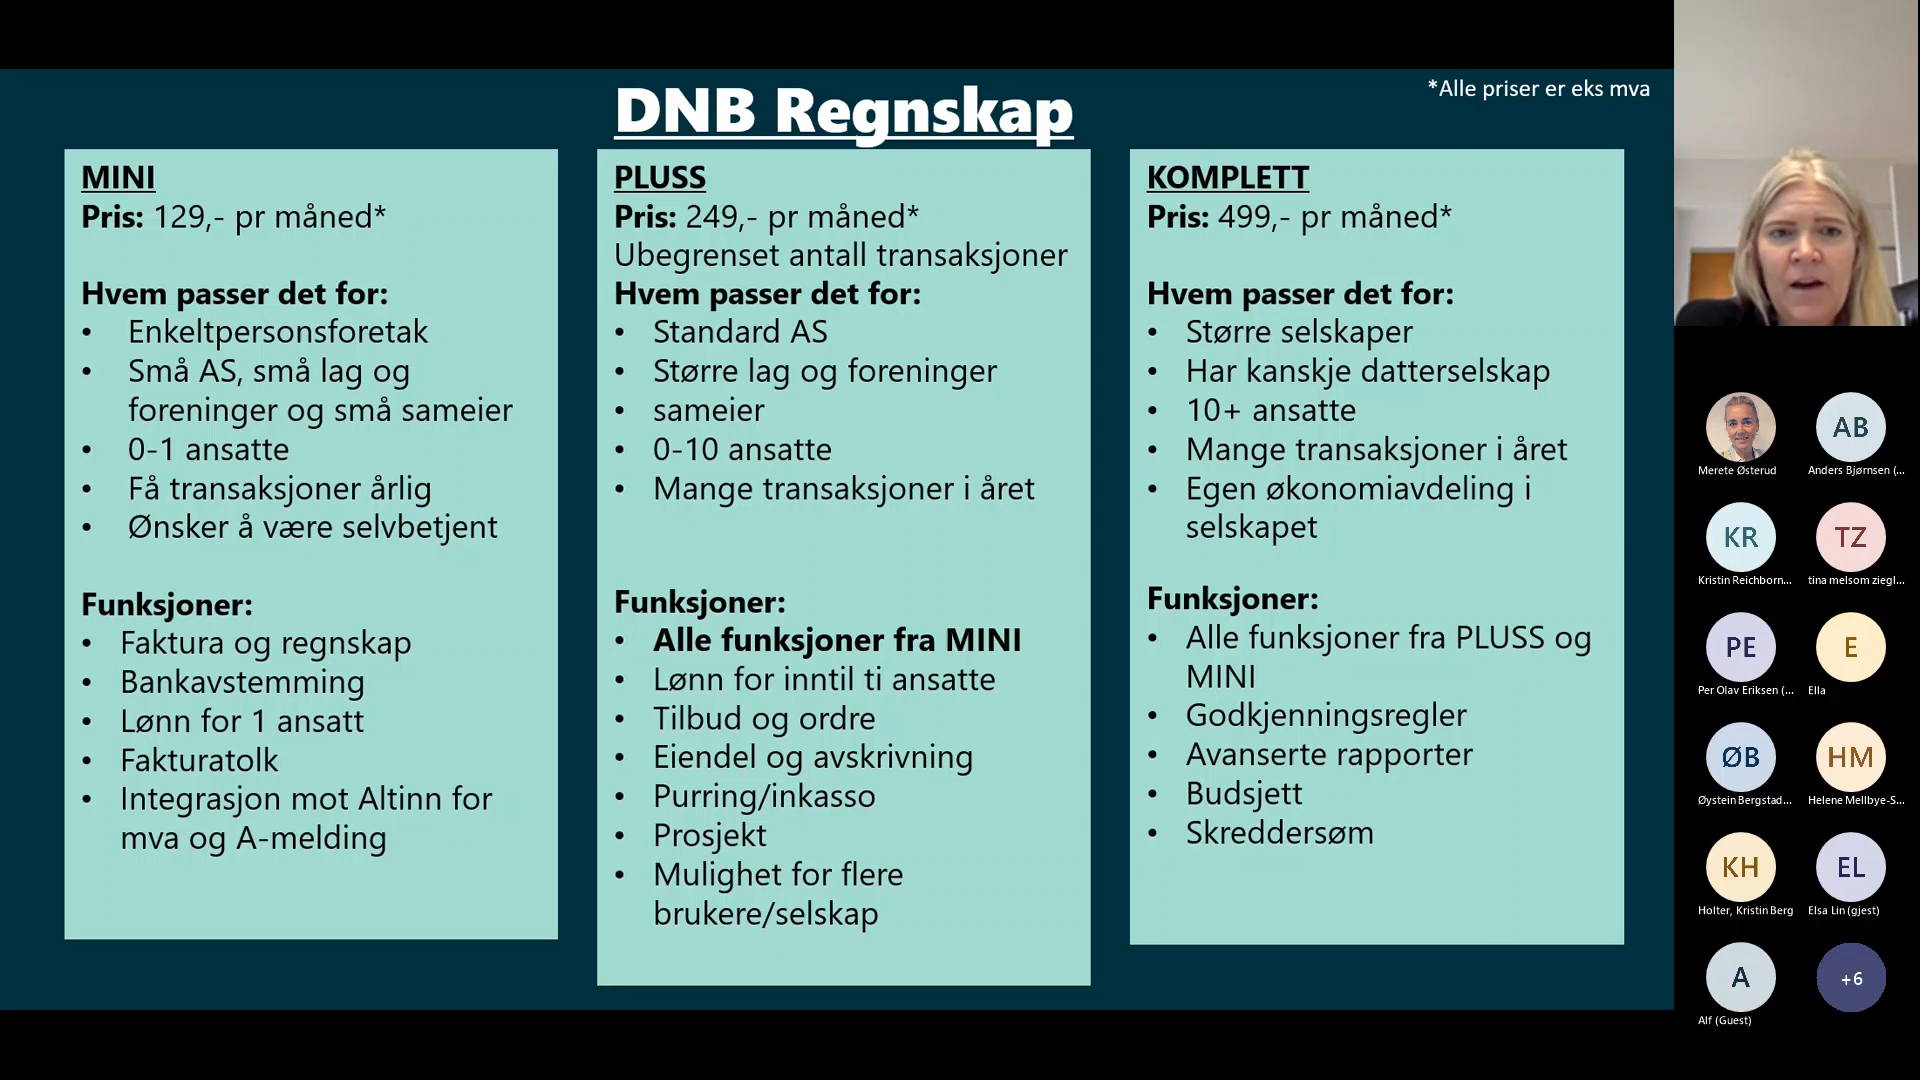 *Alle priser er eks mva
DNB Regnskap
MINI
Pris: 129,- pr måned*
Hvem passer det for:
• Enkeltpersonsforetak
• Små AS, små lag og
foreninger og små sameier
• 0-1 ansatte
• Få transaksjoner årlig
• Ønsker å være selvbetjent
Funksjoner:
• Faktura og regnskap
• Bankavstemming
• Lønn for 1 ansatt
• Fakturatolk
• Integrasjon mot Altinn for
mva og A-melding
PLUSS
Pris: 249,- pr måned*
Ubegrenset antall transaksjoner
Hvem passer det for:
• Standard AS
• Større lag og foreninger
• sameier
• 0-10 ansatte
• Mange transaksjoner i året
Funksjoner:
• Alle funksjoner fra MINI
• Lønn for inntil ti ansatte
• Tilbud og ordre
• Eiendel og avskrivning
• Purring/inkasso
• Prosjekt
• Mulighet for flere
brukere/selskap
KOMPLETT
Pris: 499,- pr måned*
Hvem passer det for:
• Større selskaper
• Har kanskje datterselskap
• 10+ ansatte
• Mange transaksjoner i året
• Egen økonomiavdeling i
selskapet
Funksjoner:
• Alle funksjoner fra PLUSS og
MINI
• Godkjenningsregler
• Avanserte rapporter
• Budsjett
• Skreddersøm
Merete Østerud
AB
Anders Bjørnsen (...
KR
Kristin Reichborn...
TZ
tina melsom ziegl...
PE
Per Olav Eriksen (...
E
Ella
ØB
Øystein Bergstad...
HM
Helene Mellbye-S...
KH
Holter, Kristin Berg
EL
Elsa Lin (gjest)
A
Alf (Guest)
+6